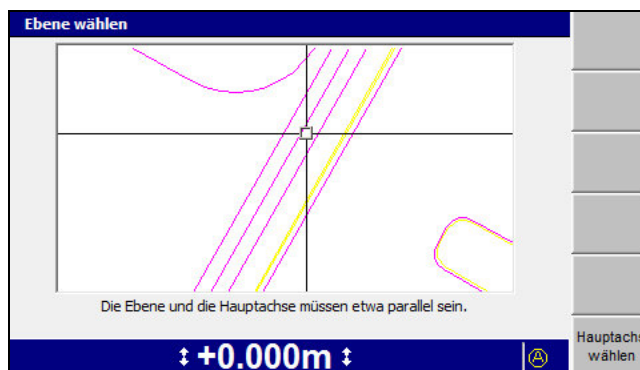 Ebene wählen
Die Ebene und die Hauptachse müssen etwa parallel sein.
+0.000m
A
Hauptachs
wählen